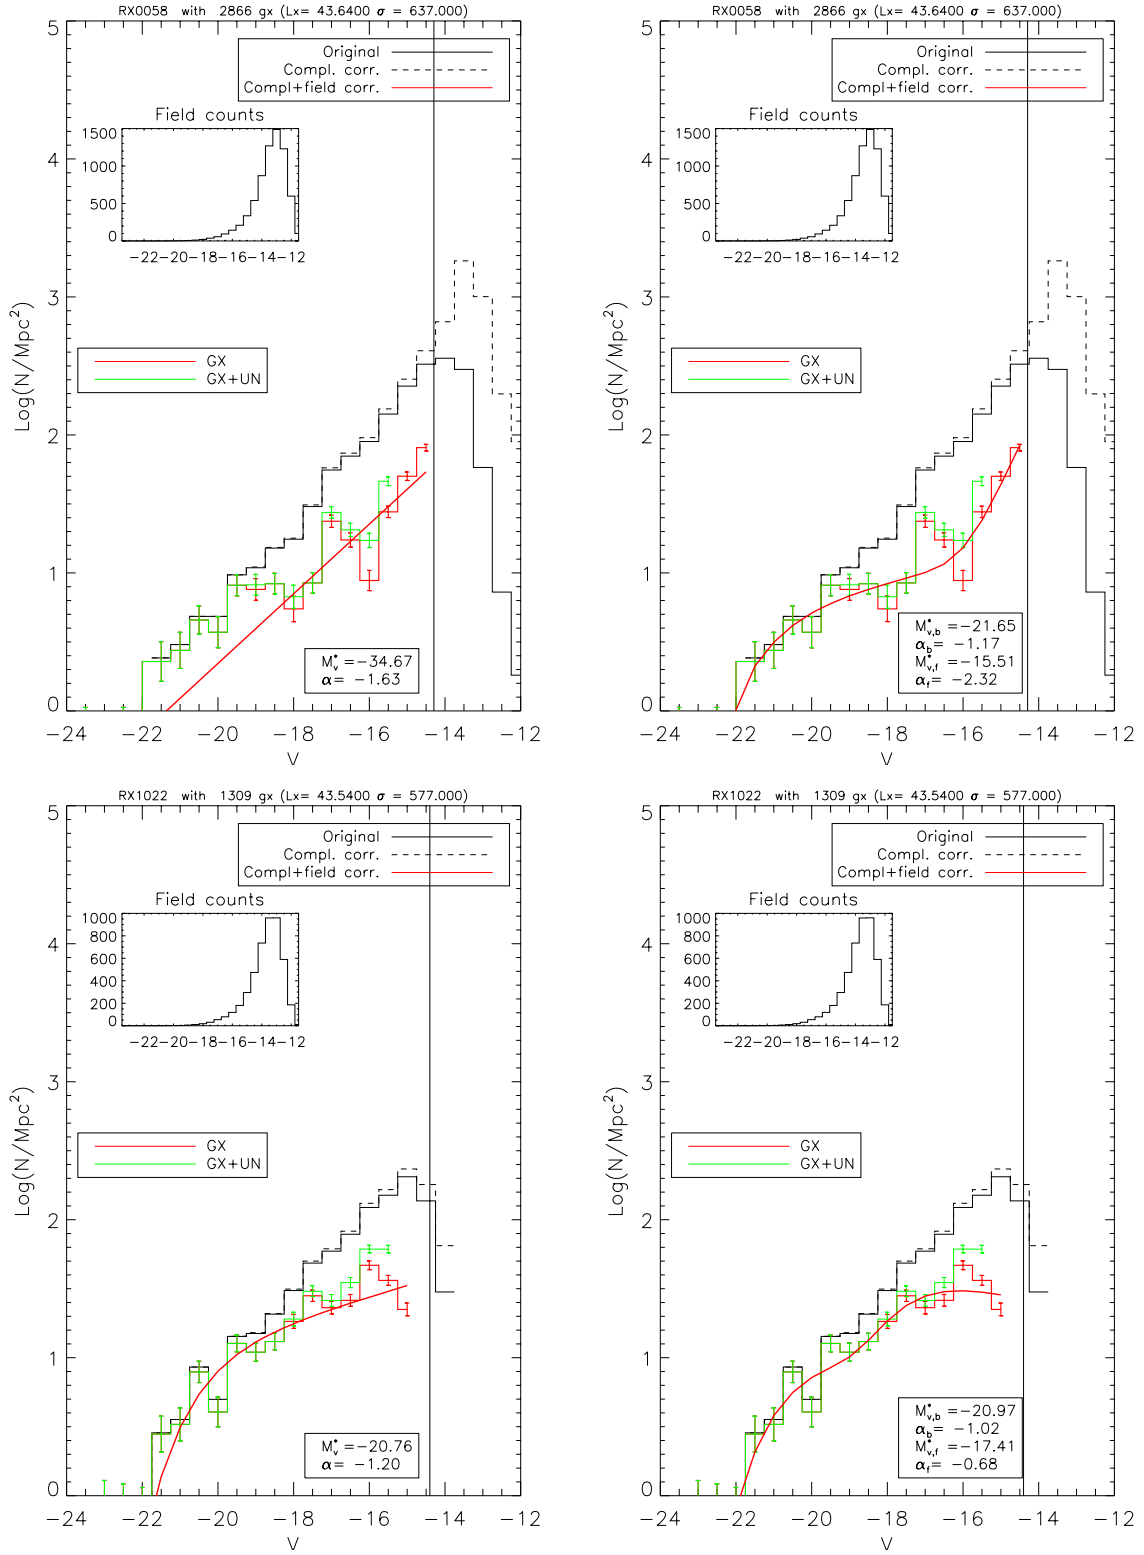 RX0058 with 2866 gx (Lx= 43.6400 σ = 637.000)
Original
Compl. corr.
Compl+field corr.
Field counts
1500
1000
500
0
−22−20−18−16−14−12
GX
GX+UN
M*v =−34.67
α= −1.63
5
4
3
2
1
0
Log(N/Mpc²)
−24 −22 −20 −18 −16 −14 −12
V
RX0058 with 2866 gx (Lx= 43.6400 σ = 637.000)
Original
Compl. corr.
Compl+field corr.
Field counts
1500
1000
500
0
−22−20−18−16−14−12
GX
GX+UN
M*v,b =−21.65
αb= −1.17
M*v,f =−15.51
αf= −2.32
5
4
3
2
1
0
Log(N/Mpc²)
−24 −22 −20 −18 −16 −14 −12
V
RX1022 with 1309 gx (Lx= 43.5400 σ = 577.000)
Original
Compl. corr.
Compl+field corr.
Field counts
1000
800
600
400
200
0
−22−20−18−16−14−12
GX
GX+UN
M*v =−20.76
α= −1.20
5
4
3
2
1
0
Log(N/Mpc²)
−24 −22 −20 −18 −16 −14 −12
V
RX1022 with 1309 gx (Lx= 43.5400 σ = 577.000)
Original
Compl. corr.
Compl+field corr.
Field counts
1000
800
600
400
200
0
−22−20−18−16−14−12
GX
GX+UN
M*v,b =−20.97
αb= −1.02
M*v,f =−17.41
αf= −0.68
5
4
3
2
1
0
Log(N/Mpc²)
−24 −22 −20 −18 −16 −14 −12
V